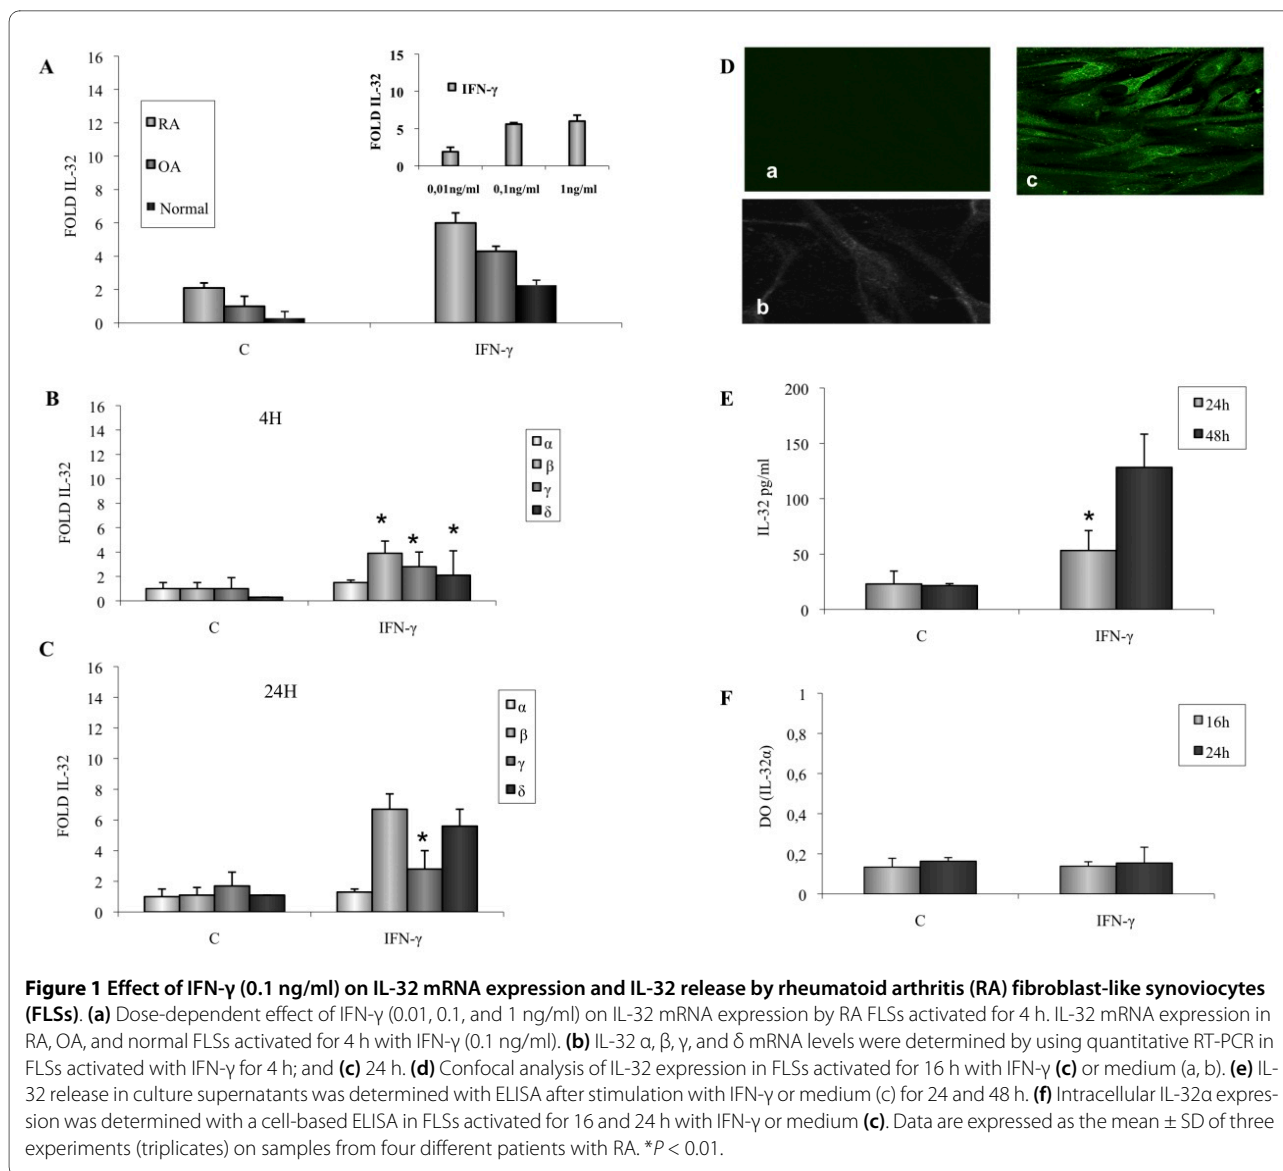 A
16
14
12
10
8
6
4
2
0
FOLD IL-32
RA
OA
Normal
C
IFN-γ
15
10
5
0
FOLD IL-32
IFN-γ
0,01ng/ml 0,1ng/ml 1ng/ml
B
16
14
12
10
8
6
4
2
0
FOLD IL-32
4H
α
β
γ
δ
* * *
C
IFN-γ
C
16
14
12
10
8
6
4
2
0
FOLD IL-32
24H
α
β
γ
δ
*
C
IFN-γ
D
a
b
c
E
200
150
100
50
0
IL-32 pg/ml
24h
48h
*
C
IFN-γ
F
1
0,8
0,6
0,4
0,2
0
DO (IL-32α)
16h
24h
C
IFN-γ
Figure 1 Effect of IFN-γ (0.1 ng/ml) on IL-32 mRNA expression and IL-32 release by rheumatoid arthritis (RA) fibroblast-like synoviocytes
(FLSs). (a) Dose-dependent effect of IFN-γ (0.01, 0.1, and 1 ng/ml) on IL-32 mRNA expression by RA FLSs activated for 4 h. IL-32 mRNA expression in
RA, OA, and normal FLSs activated for 4 h with IFN-γ (0.1 ng/ml). (b) IL-32 α, β, γ, and δ mRNA levels were determined by using quantitative RT-PCR in
FLSs activated with IFN-γ for 4 h; and (c) 24 h. (d) Confocal analysis of IL-32 expression in FLSs activated for 16 h with IFN-γ (c) or medium (a, b). (e) IL-
32 release in culture supernatants was determined with ELISA after stimulation with IFN-γ or medium (c) for 24 and 48 h. (f) Intracellular IL-32α expres-
sion was determined with a cell-based ELISA in FLSs activated for 16 and 24 h with IFN-γ or medium (c). Data are expressed as the mean ± SD of three
experiments (triplicates) on samples from four different patients with RA. *P < 0.01.